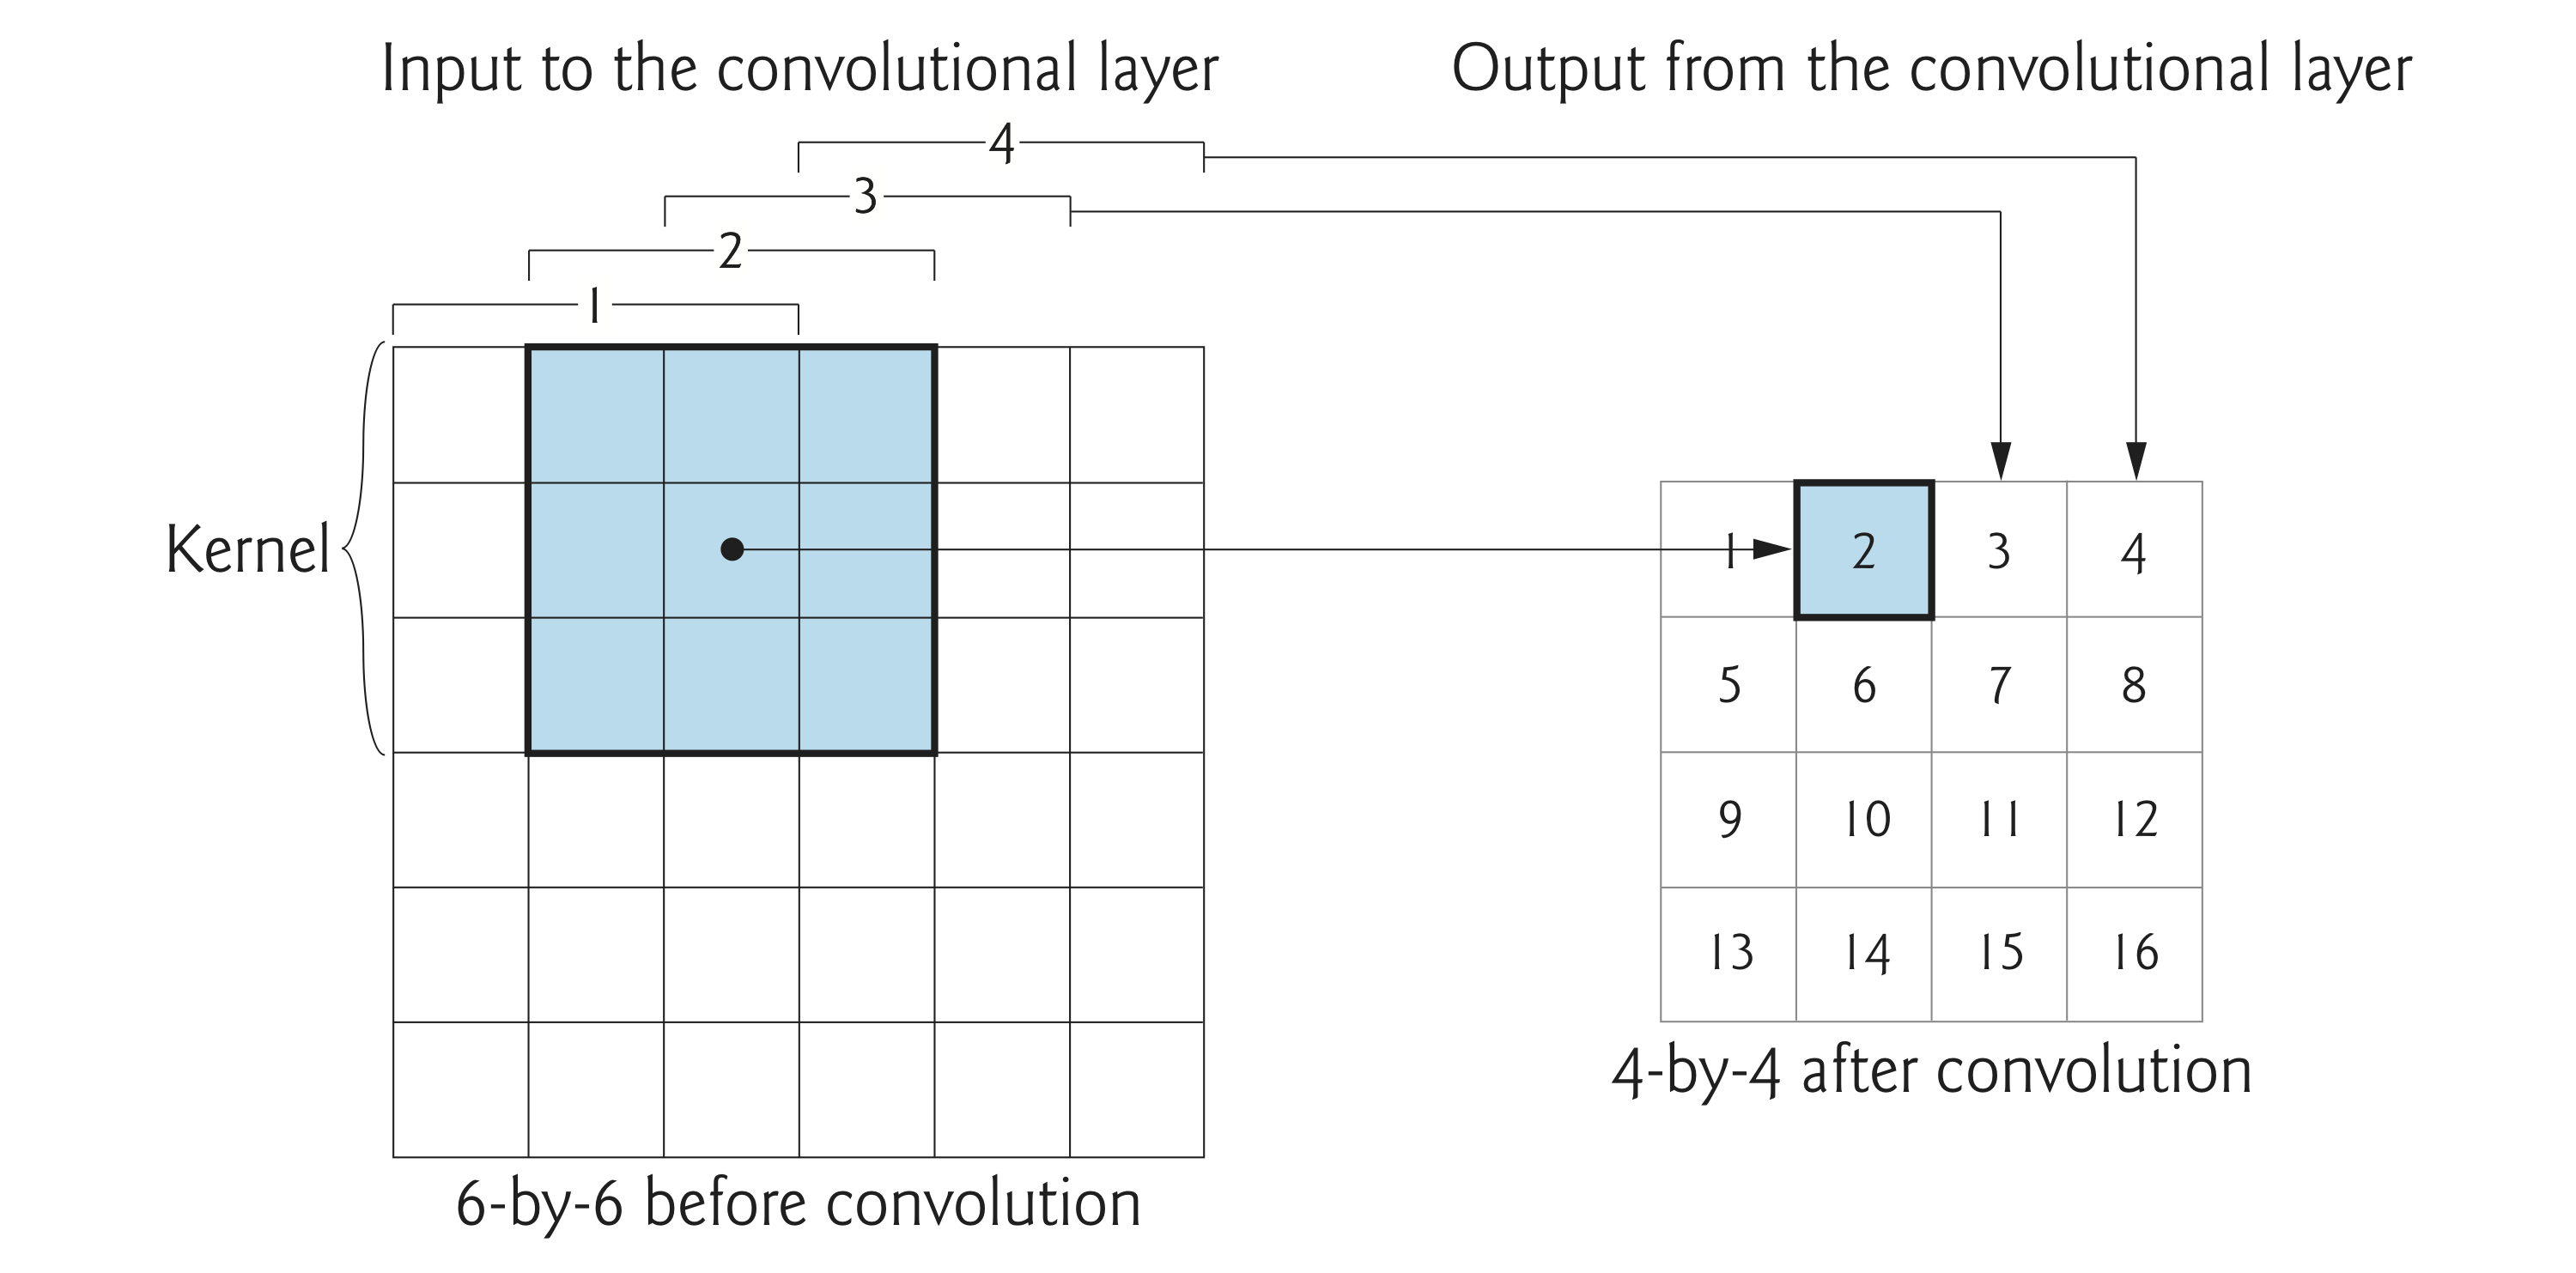 Input to the convolutional layer
Output from the convolutional layer
4
3
2
1
Kernel
1 2 3 4
5 6 7 8
9 10 11 12
13 14 15 16
4-by-4 after convolution
6-by-6 before convolution